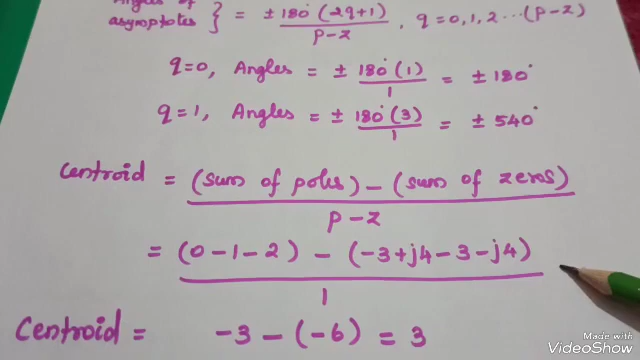 Angles of
asymptotes } = ± 180° (2q+1) / p-z , q = 0, 1, 2 ... (p-z)
q=0, Angles = ± 180° (1) / 1 = ± 180°
q=1, Angles = ± 180° (3) / 1 = ± 540°
Centroid = (sum of poles) - (sum of zeros) / p-z
= (0-1-2) - (-3+j4-3-j4) / 1
Centroid = -3 - (-6) = 3
Made with
VideoShow